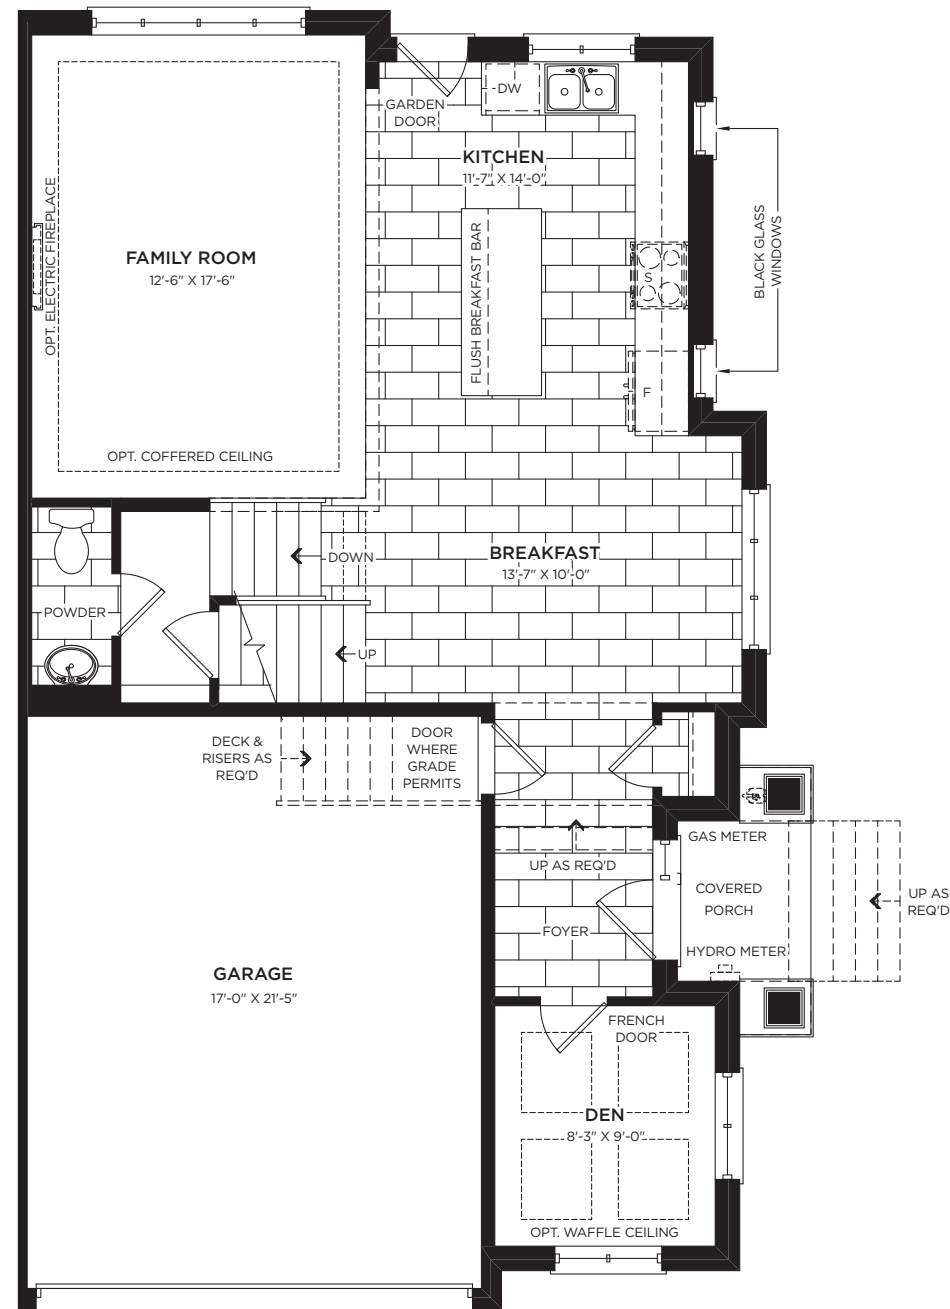 GARDEN
DOOR
DW
KITCHEN
11'-7" X 14'-0"
FLUSH BREAKFAST BAR
S
F
BLACK GLASS
WINDOWS
OPT. ELECTRIC FIREPLACE
FAMILY ROOM
12'-6" X 17'-6"
OPT. COFFERED CEILING
POWDER
DOWN
UP
BREAKFAST
13'-7" X 10'-0"
DECK &
RISERS AS
REQ'D
DOOR
WHERE
GRADE
PERMITS
UP AS REQ'D
FOYER
GAS METER
COVERED
PORCH
HYDRO METER
UP AS
REQ'D
GARAGE
17'-0" X 21'-5"
FRENCH
DOOR
DEN
8'-3" X 9'-0"
OPT. WAFFLE CEILING